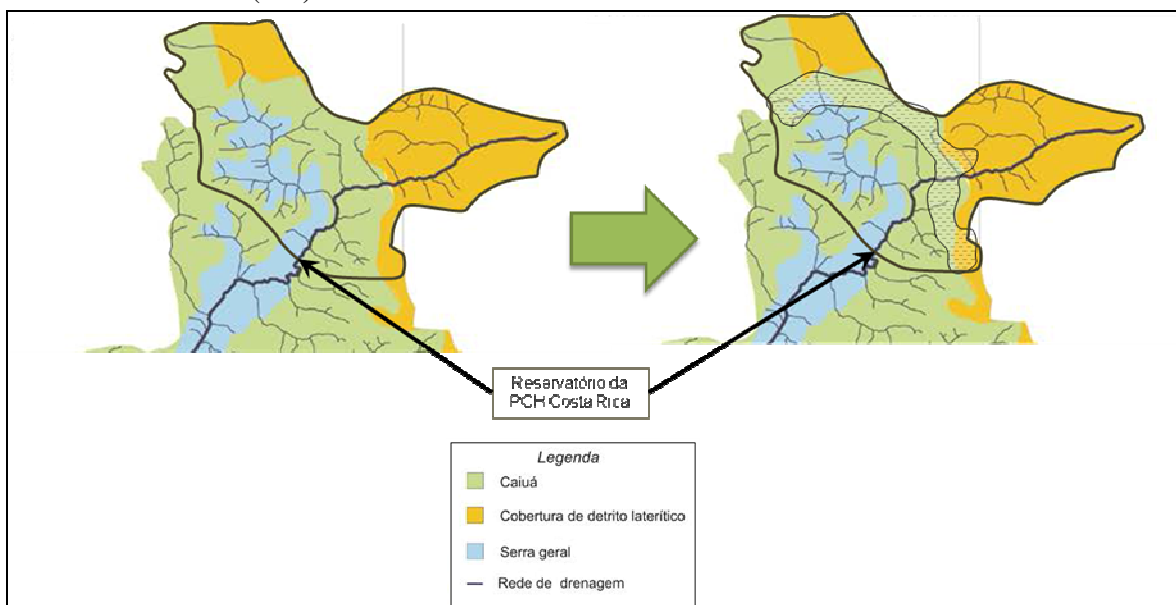 Reservatório da
PCH Costa Rica
Legenda
Caiuá
Cobertura de detrito laterítico
Serra geral
Rede de drenagem